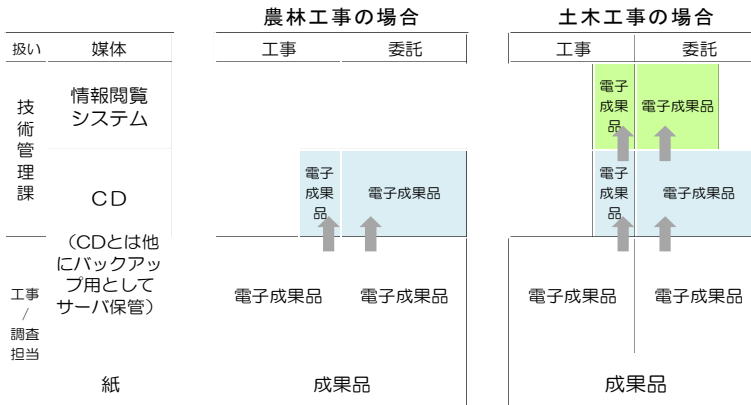 農林工事の場合
土木工事の場合
扱い
媒体
工事
委託
工事
委託
技術管理課
情報閲覧
システム
電子
成果
品
電子成果品
CD
電子
成果
品
電子成果品
電子
成果
品
電子成果品
(CDとは他
にバックアッ
プ用として
サーバ保管)
工事
/
調査
担当
電子成果品
電子成果品
電子成果品
電子成果品
紙
成果品
成果品